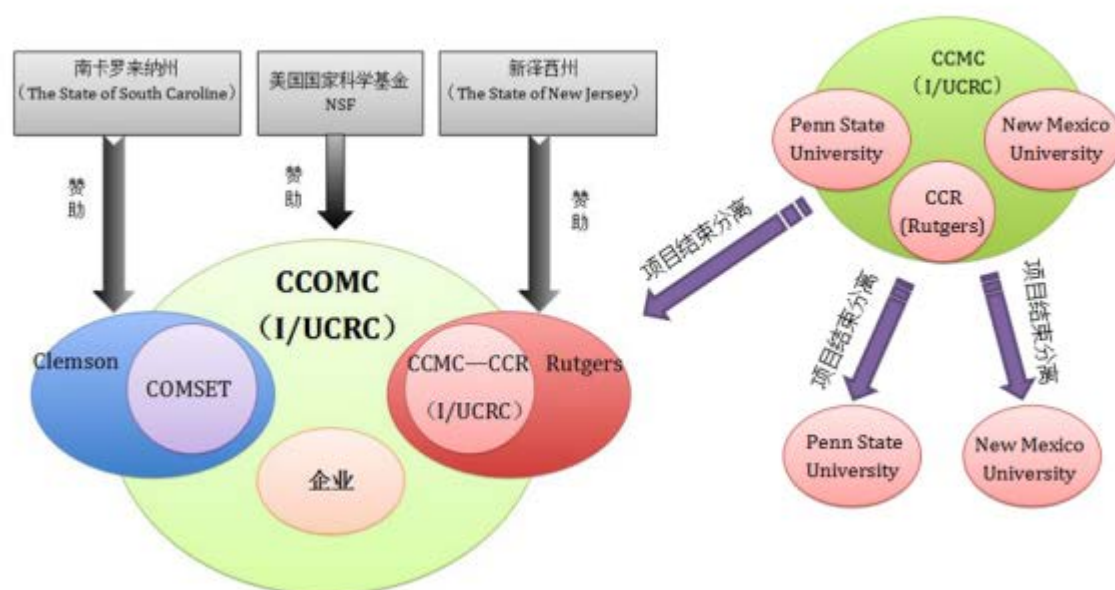 南卡罗来纳州
（The State of South Caroline）
美国国家科学基金
NSF
新泽西州
（The State of New Jersey）
赞助
赞助
赞助
CCOMC
（I/UCRC）
Clemson
COMSET
CCMC—CCR
（I/UCRC）
Rutgers
企业
CCMC
（I/UCRC）
Penn State
University
New Mexico
University
CCR
(Rutgers)
项目结束分离
项目结束分离
项目结束分离
Penn State
University
New Mexico
University